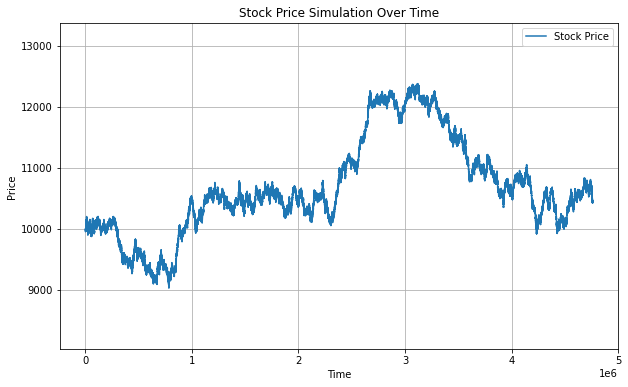 Stock Price Simulation Over Time
Stock Price
13000
12000
11000
10000
9000
Price
0 1 2 3 4 5
1e6
Time